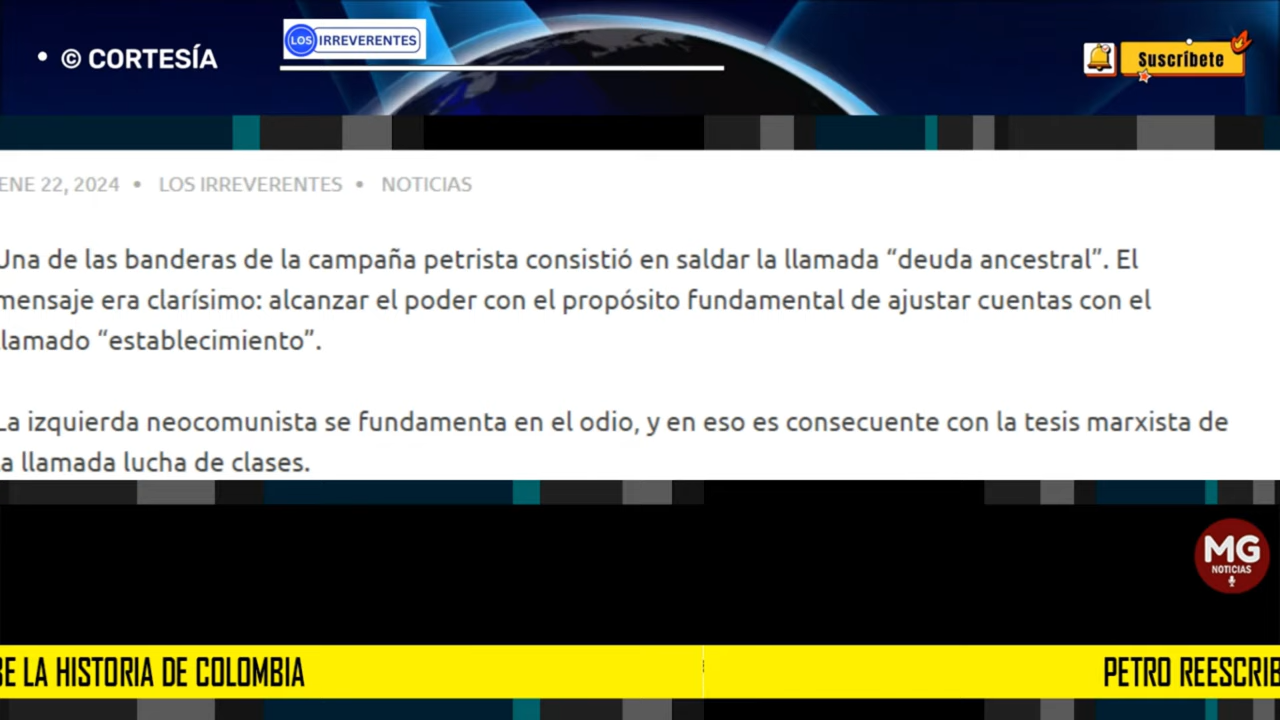 • © CORTESÍA
LOS IRREVERENTES
Suscríbete
ENE 22, 2024 • LOS IRREVERENTES • NOTICIAS
Una de las banderas de la campaña petrista consistió en saldar la llamada “deuda ancestral”. El
mensaje era clarísimo: alcanzar el poder con el propósito fundamental de ajustar cuentas con el
llamado “establecimiento”.
La izquierda neocomunista se fundamenta en el odio, y en eso es consecuente con la tesis marxista de
la llamada lucha de clases.
MG
NOTICIAS
BE LA HISTORIA DE COLOMBIA
PETRO REESCRIB